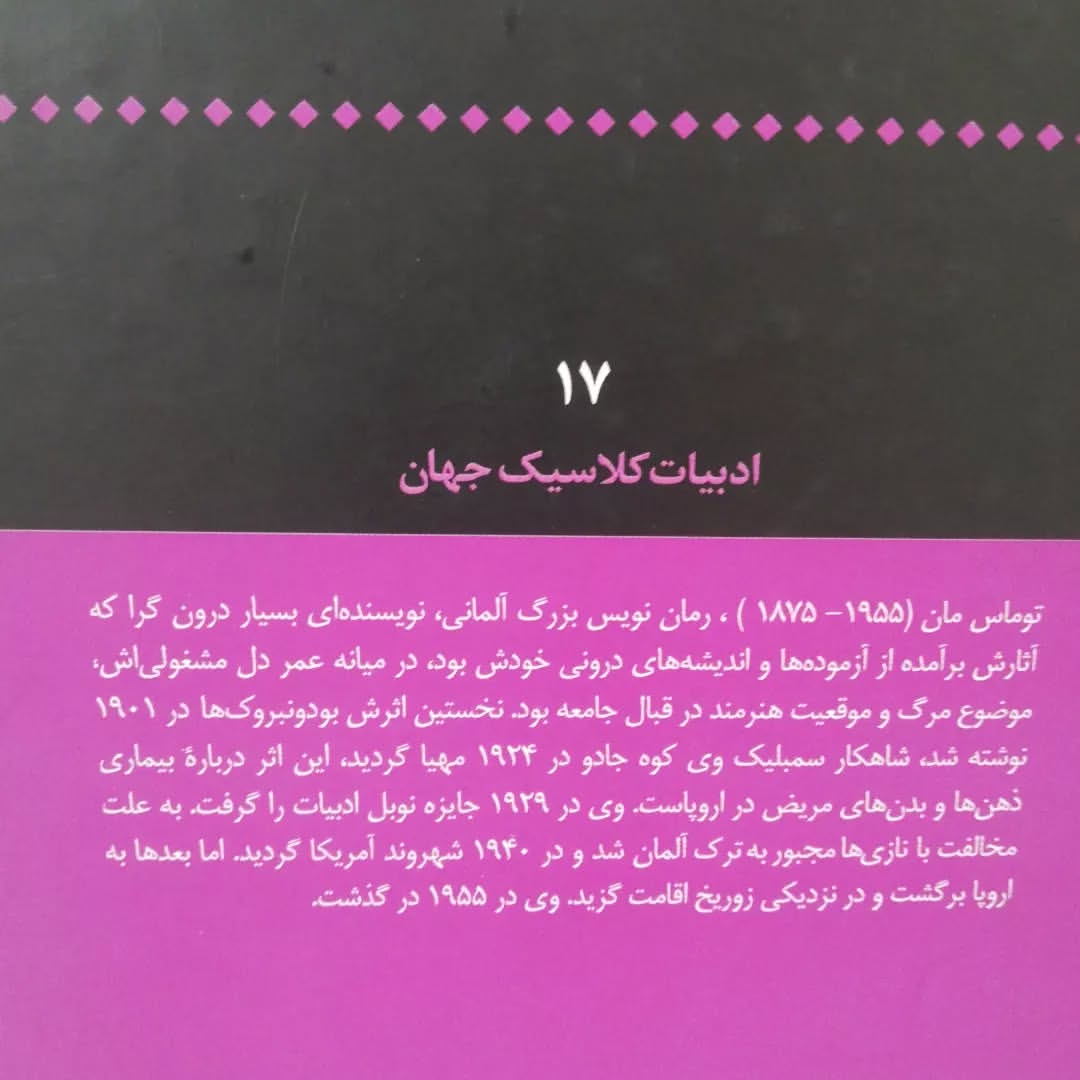 ۱۷
ادبیات کلاسیک جهان
توماس مان (۱۹۵۵- ۱۸۷۵ ) ، رمان نویس بزرگ آلمانی، نویسنده‌ای بسیار درون گرا که
آثارش برآمده از آزموده‌ها و اندیشه‌های درونی خودش بود، در میانه عمر دل مشغولی‌اش،
موضوع مرگ و موقعیت هنرمند در قبال جامعه بود. نخستین اثرش بودونبروک‌ها در ۱۹۰۱
نوشته شد، شاهکار سمبلیک وی کوه جادو در ۱۹۲۴ مهیا گردید، این اثر دربارهٔ بیماری
ذهن‌ها و بدن‌های مریض در اروپاست. وی در ۱۹۲۹ جایزه نوبل ادبیات را گرفت. به علت
مخالفت با نازی‌ها مجبور به ترک آلمان شد و در ۱۹۴۰ شهروند آمریکا گردید. اما بعدها به
اروپا برگشت و در نزدیکی زوریخ اقامت گزید. وی در ۱۹۵۵ در گذشت.